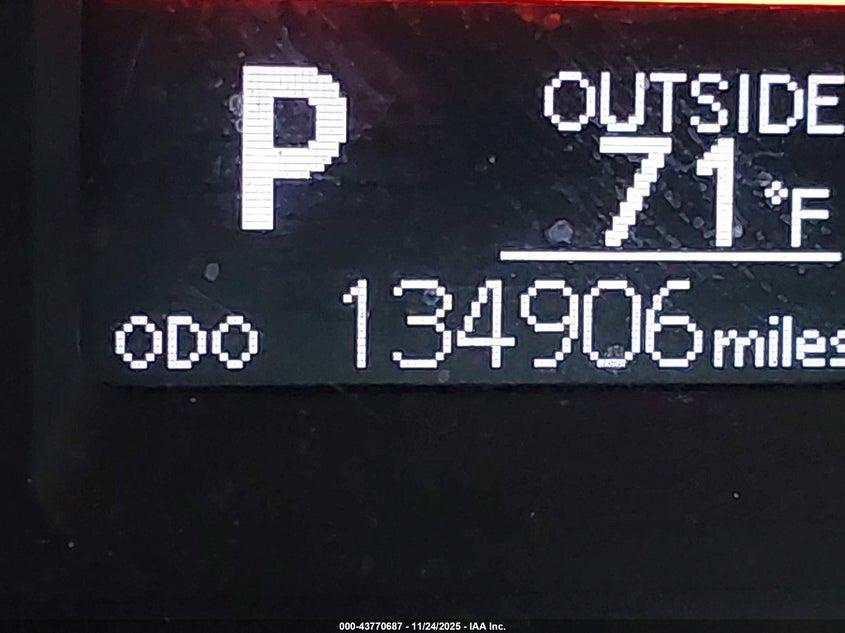 P
OUTSIDE
71°F
ODO 134906 miles
000-43770687 - 11/24/2025 - IAA Inc.